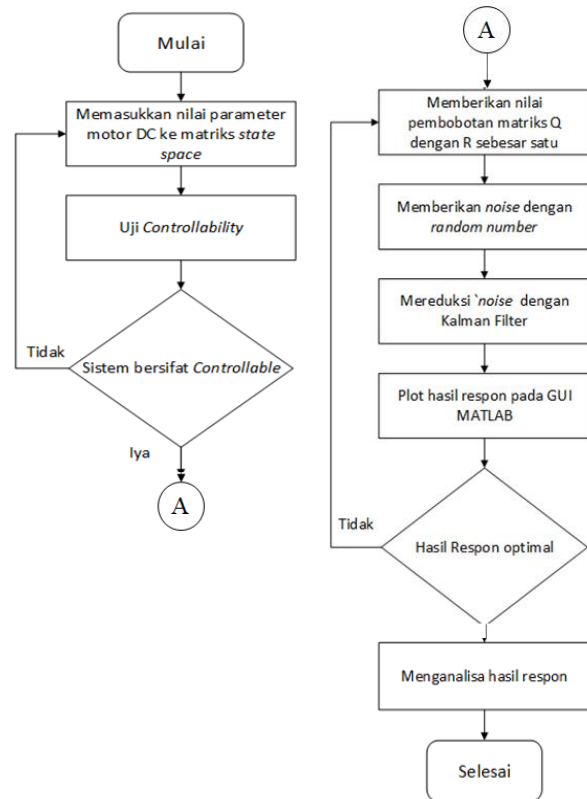 Mulai
Memasukkan nilai parameter
motor DC ke matriks state
space
Uji Controllability
Tidak
Sistem bersifat Controllable
Iya
A
A
Memberikan nilai
pembobotan matriks Q
dengan R sebesar satu
Memberikan noise dengan
random number
Mereduksi `noise dengan
Kalman Filter
Plot hasil respon pada GUI
MATLAB
Tidak
Hasil Respon optimal
Menganalisa hasil respon
Selesai